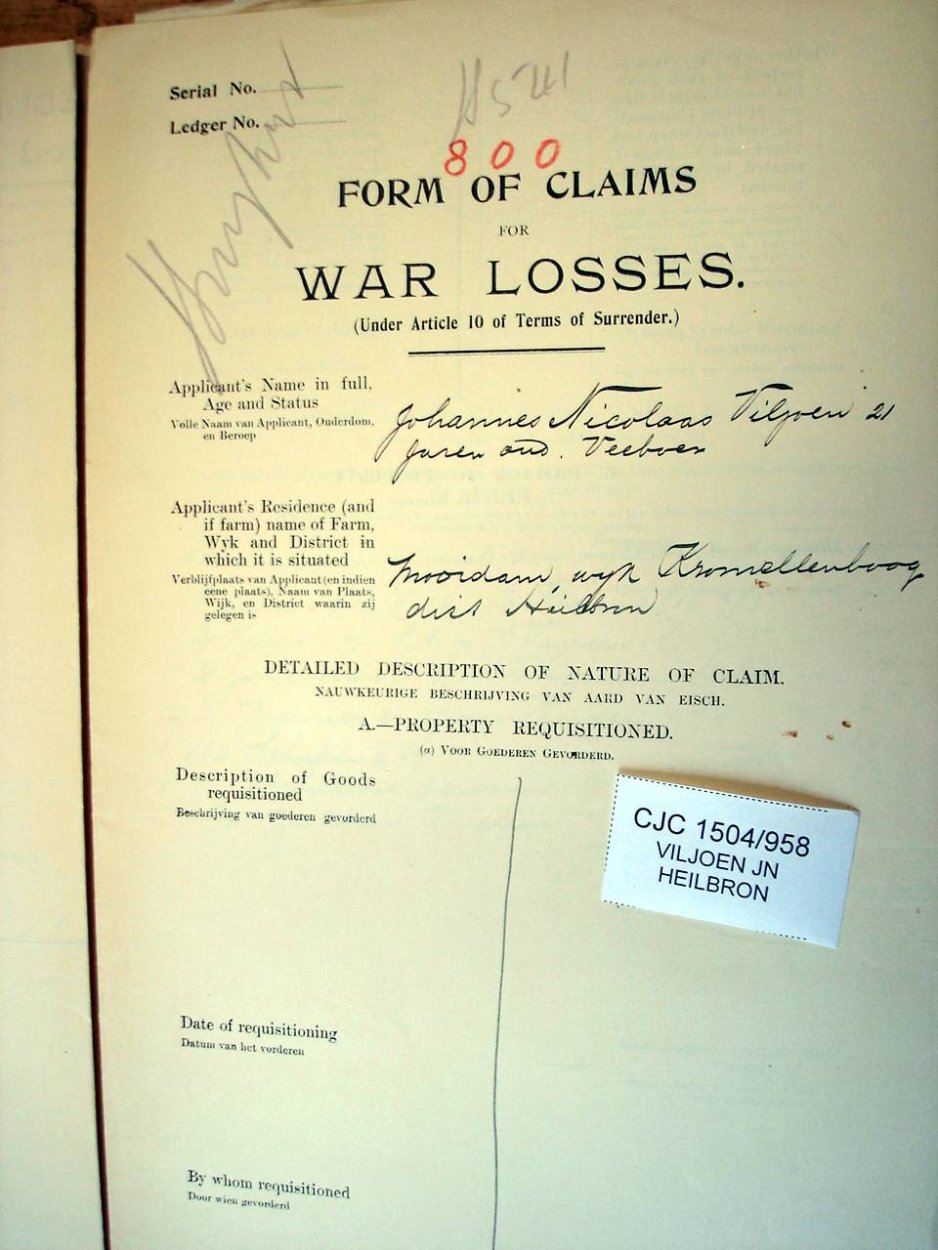 Serial No.
Ledger No.
H 541
800
FORM OF CLAIMS
FOR
WAR LOSSES.
(Under Article 10 of Terms of Surrender.)
Applicant's Name in full,
Age and Status
Volle Naam van Applicant, Ouderdom,
en Beroep
Johannes Nicolaas Viljoen 21
Jaren oud. Veeboer
Applicant's Residence (and
if farm) name of Farm,
Wyk and District in
which it is situated
Verblijfplaats van Applicant (en indien
eene plaats), Naam van Plaats,
Wijk, en District waarin zij
gelegen is
Mooidam, wyk Kromellenboog
dist Heilbron
DETAILED DESCRIPTION OF NATURE OF CLAIM.
NAUWKEURIGE BESCHRIJVING VAN AARD VAN EISCH.
A.—PROPERTY REQUISITIONED.
(a) VOOR GOEDEREN GEVORDERD.
Description of Goods
requisitioned
Beschrijving van goederen gevorderd
CJC 1504/958
VILJOEN JN
HEILBRON
Date of requisitioning
Datum van het vorderen
By whom requisitioned
Door wien gevorderd